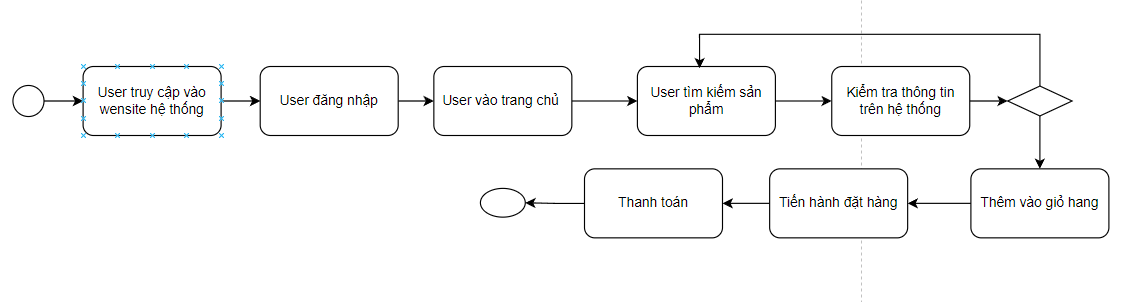 User truy cập vào
wensite hệ thống
User đăng nhập
User vào trang chủ
User tìm kiếm sản
phẩm
Kiểm tra thông tin
trên hệ thống
Thanh toán
Tiến hành đặt hàng
Thêm vào giỏ hang